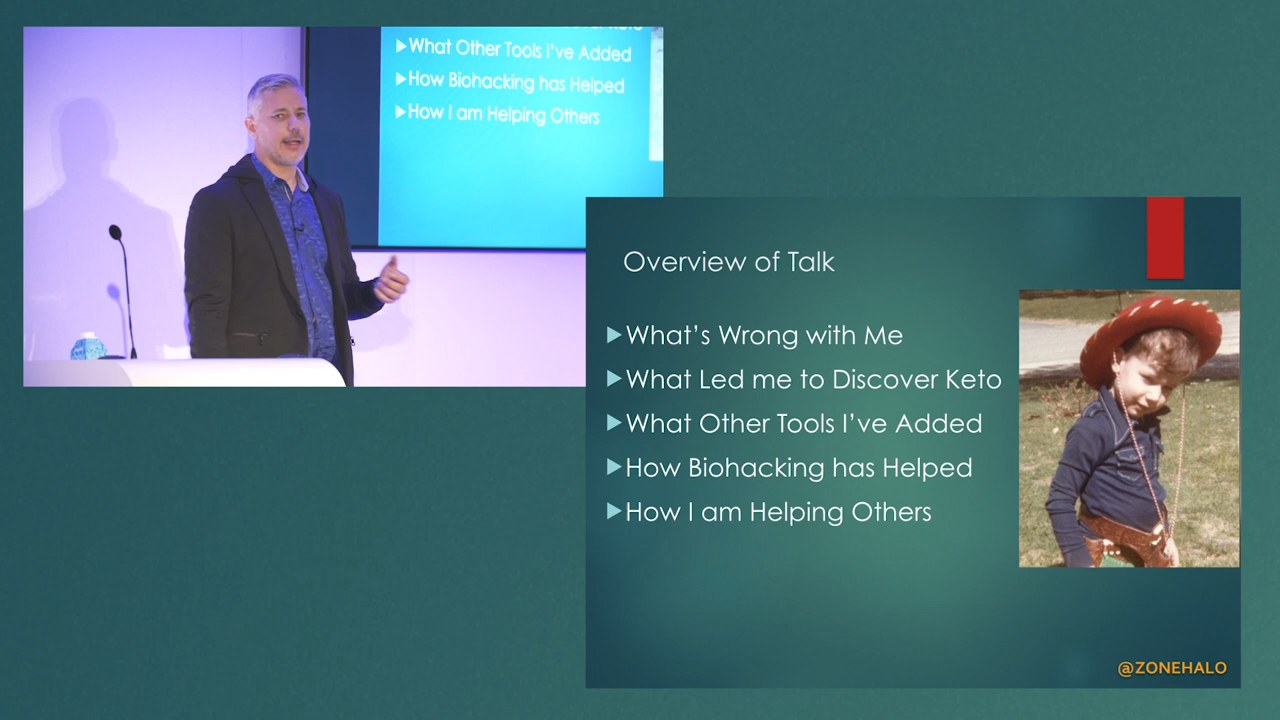 What Other Tools I've Added
How Biohacking has Helped
How I am Helping Others
Overview of Talk
What's Wrong with Me
What Led me to Discover Keto
What Other Tools I've Added
How Biohacking has Helped
How I am Helping Others
@ZONEHALO